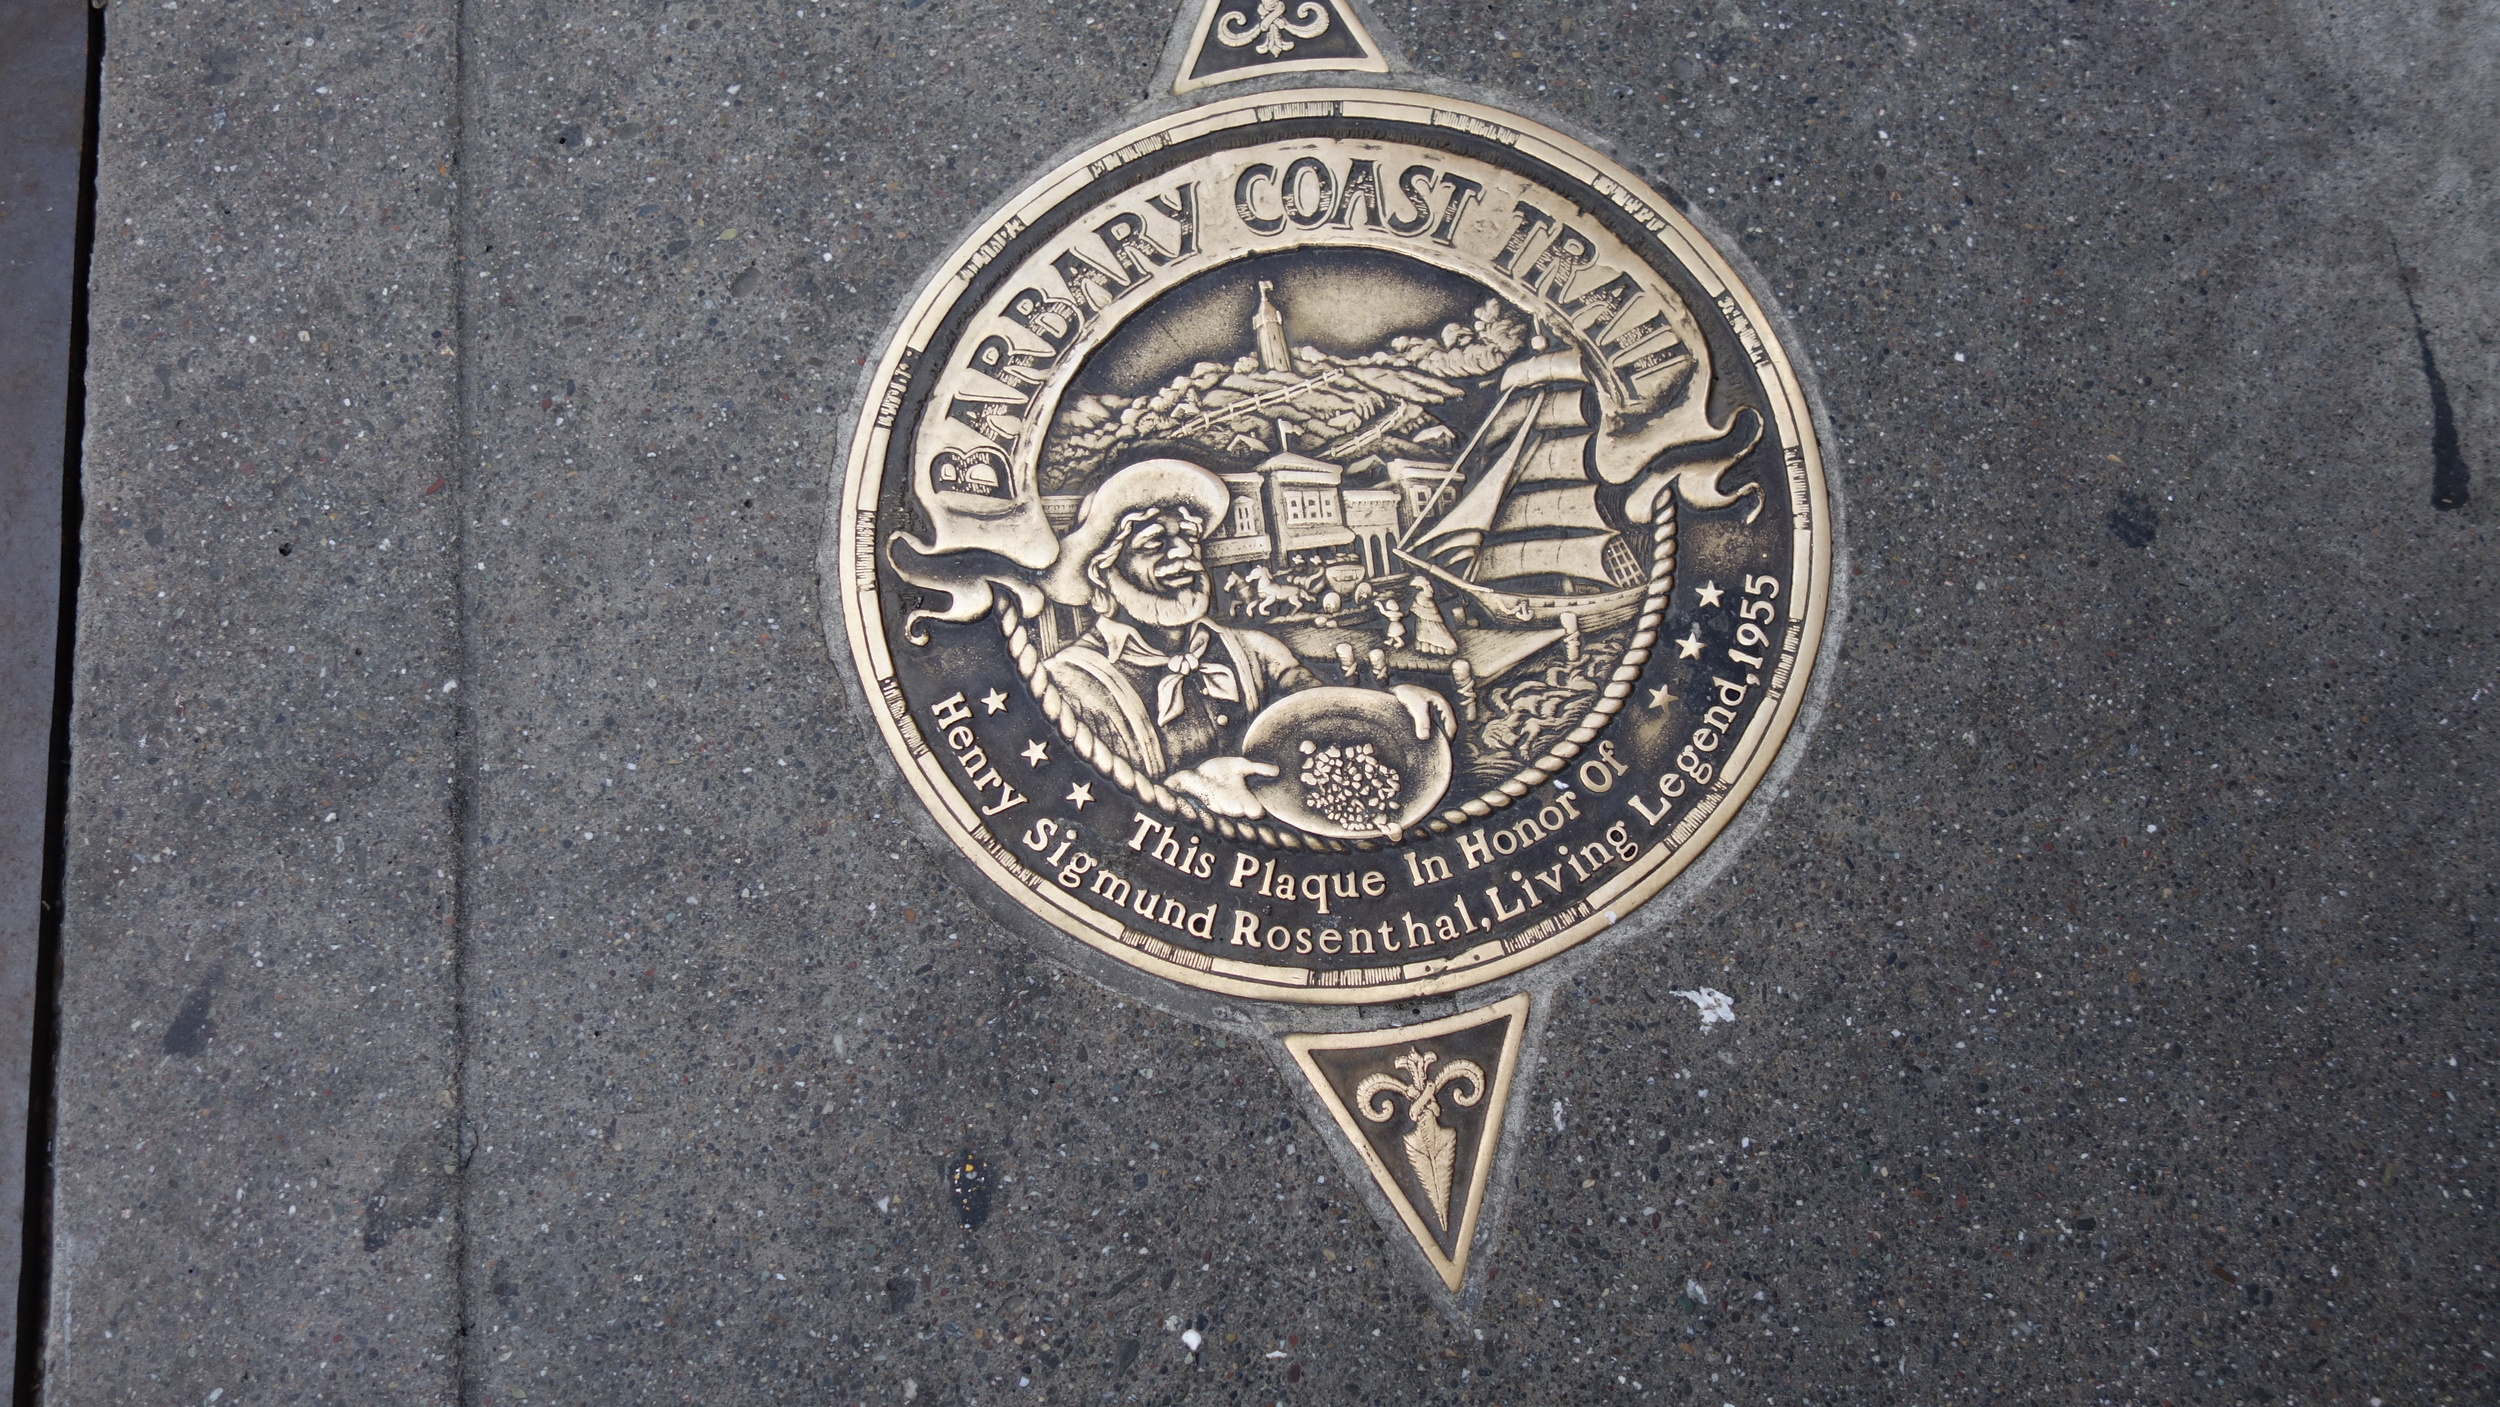 BARBARY COAST TRAIL
This Plaque In Honor Of
Henry Sigmund Rosenthal, Living Legend, 1955